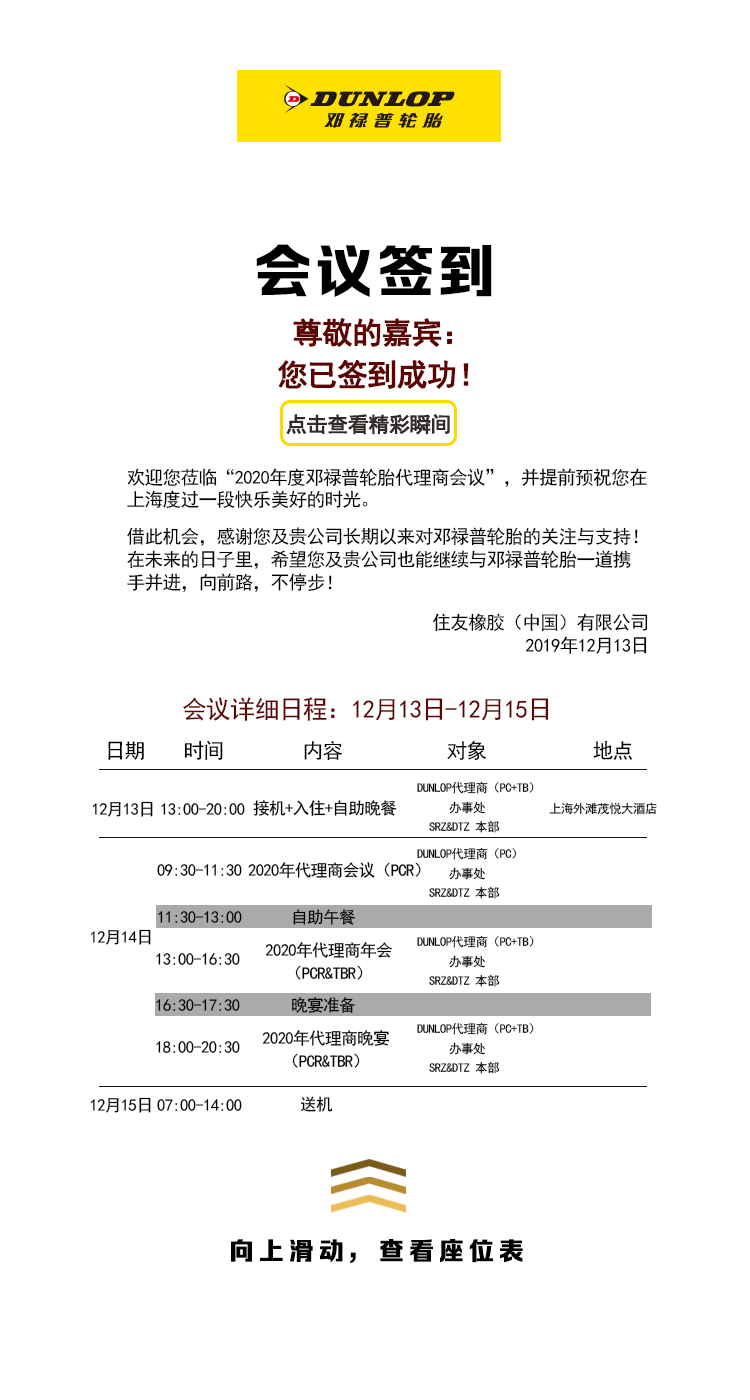 DUNLOP
邓禄普轮胎
会议签到
尊敬的嘉宾：
您已签到成功！
点击查看精彩瞬间
欢迎您莅临“2020年度邓禄普轮胎代理商会议”，并提前预祝您在
上海度过一段快乐美好的时光。
借此机会，感谢您及贵公司长期以来对邓禄普轮胎的关注与支持！
在未来的日子里，希望您及贵公司也能继续与邓禄普轮胎一道携
手并进，向前路，不停步！
住友橡胶（中国）有限公司
2019年12月13日
会议详细日程：12月13日-12月15日
日期 时间 内容 对象 地点
DUNLOP代理商（PC+TB）
12月13日 13:00-20:00 接机+入住+自助晚餐 办事处 上海外滩茂悦大酒店
SRZ&DTZ 本部
DUNLOP代理商（PC）
09:30-11:30 2020年代理商会议（PCR） 办事处
SRZ&DTZ 本部
11:30-13:00 自助午餐
12月14日
DUNLOP代理商（PC+TB）
13:00-16:30 2020年代理商年会 办事处
（PCR&TBR） SRZ&DTZ 本部
16:30-17:30 晚宴准备
DUNLOP代理商（PC+TB）
18:00-20:30 2020年代理商晚宴 办事处
（PCR&TBR） SRZ&DTZ 本部
12月15日 07:00-14:00 送机
向上滑动，查看座位表